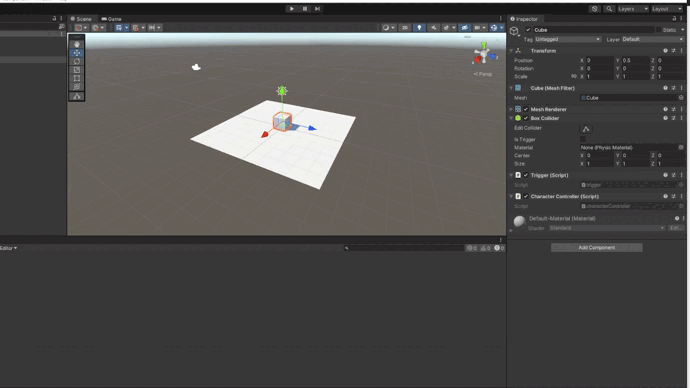 Layers
Layout
Scene
Game
Persp
Editor
Inspector
Cube
Static
Tag Untagged Layer Default
Transform
Position X 0 Y 0.5 Z 0
Rotation X 0 Y 0 Z 0
Scale X 1 Y 1 Z 1
Cube (Mesh Filter)
Mesh Cube
Mesh Renderer
Box Collider
Edit Collider
Is Trigger
Material None (Physic Material)
Center X 0 Y 0 Z 0
Size X 1 Y 1 Z 1
Trigger (Script)
Script trigger
Character Controller (Script)
Script characterController
Default-Material (Material)
Shader Standard Edit...
Add Component